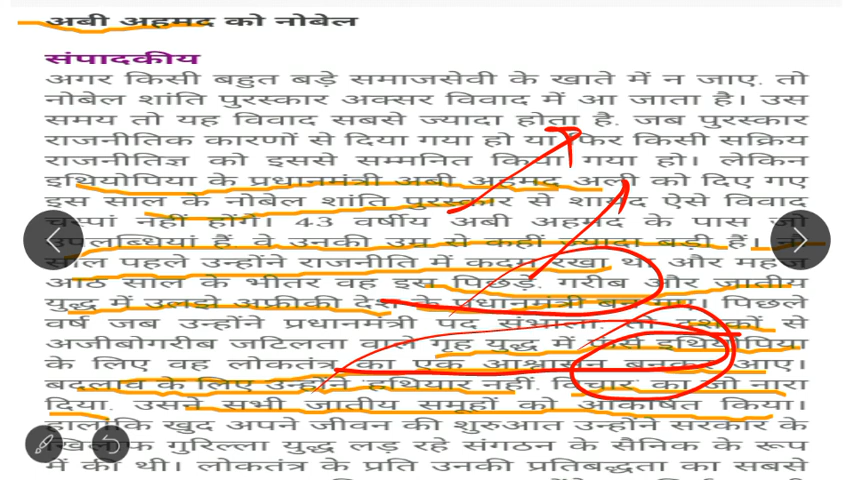 अबी अहमद को नोबेल
संपादकीय
अगर किसी बहुत बड़े समाजसेवी के खाते में न जाए. तो
नोबेल शांति पुरस्कार अक्सर विवाद में आ जाता है। उस
समय तो यह विवाद सबसे ज्यादा होता है. जब पुरस्कार
राजनीतिक कारणों से दिया गया हो या फिर किसी सक्रिय
राजनीतिज्ञ को इससे सम्मनित किया गया हो। लेकिन
इथियोपिया के प्रधानमंत्री अबी अहमद अली को दिए गए
इस साल के नोबेल शांति पुरस्कार से शायद ऐसे विवाद
चस्पां नहीं होंगे। 43 वर्षीय अबी अहमद के पास जो
उपलब्धियां हैं वे उनकी उम्र से कहीं ज्यादा बड़ी हैं।
साल पहले उन्होंने राजनीति में कदम रखा था और महज
आठ साल के भीतर वह इस पिछड़े. गरीब और जातीय
युद्ध में उलझे अफ्रीकी देश के प्रधानमंत्री बन गए। पिछले
वर्ष जब उन्होंने प्रधानमंत्री पद संभाला. तो दशकों से
अजीबोगरीब जटिलता वाले गृह युद्ध में फंसे इथियोपिया
के लिए वह लोकतंत्र का एक आश्वासन बनकर आए।
बदलाव के लिए उन्होंने हथियार नहीं. विचार का जो नारा
दिया. उसने सभी जातीय समूहों को आकर्षित किया।
हालांकि खुद अपने जीवन की शुरुआत उन्होंने सरकार के
खिलाफ गुरिल्ला युद्ध लड़ रहे संगठन के सैनिक के रूप
में की थी। लोकतंत्र के प्रति उनकी प्रतिबद्धता का सबसे